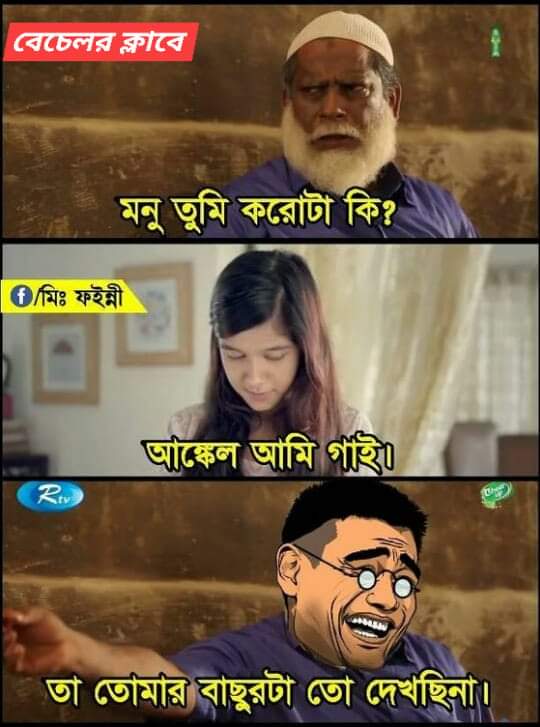 বেচেলর ক্লাবে
মনু তুমি করোটা কি?
f/মিঃ ফইন্নী
আঙ্কেল আমি গাই।
Rtv
তা তোমার বাছুরটা তো দেখছিনা।